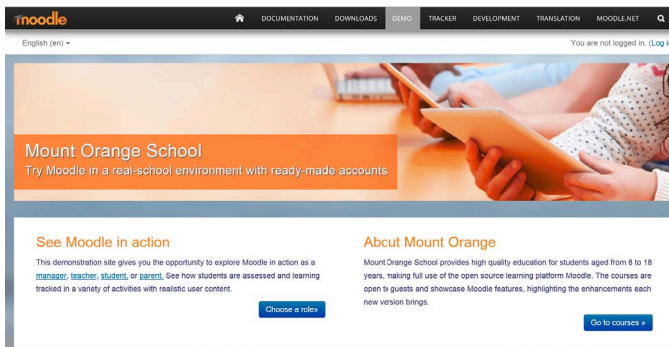 moodle
DOCUMENTATION DOWNLOADS DEMO TRACKER DEVELOPMENT TRANSLATION MOODLE.NET
English (en)
You are not logged in. (Log i
Mount Orange School
Try Moodle in a real-school environment with ready-made accounts
See Moodle in action
This demonstration site gives you the opportunity to explore Moodle in action as a
manager, teacher, student, or parent. See how students are assessed and learning
tracked in a variety of activities with realistic user content.
Choose a role»
About Mount Orange
Mount Orange School provides high quality education for students aged from 8 to 18
years, making full use of the open source learning platform Moodle. The courses are
open to guests and showcase Moodle features, highlighting the enhancements each
new version brings.
Go to courses »